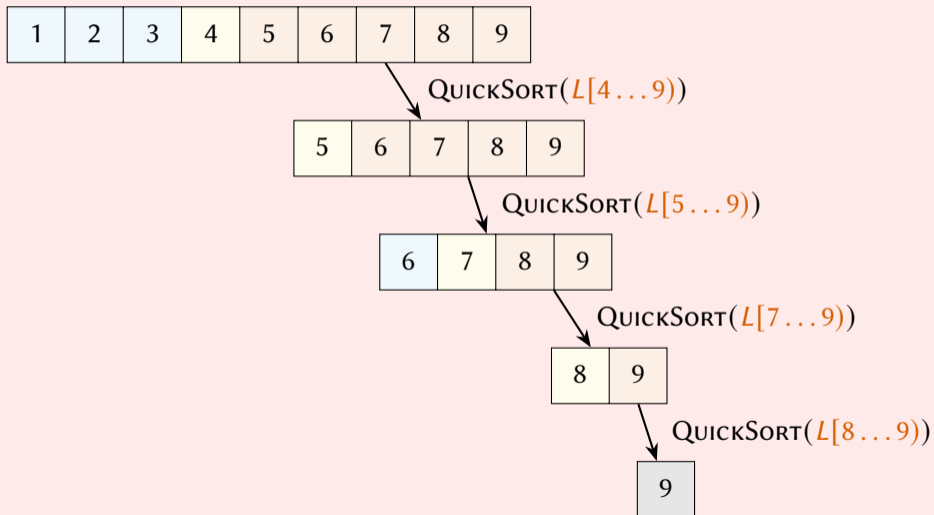 1 2 3 4 5 6 7 8 9
QuickSort(L[4...9))
5 6 7 8 9
QuickSort(L[5...9))
6 7 8 9
QuickSort(L[7...9))
8 9
QuickSort(L[8...9))
9